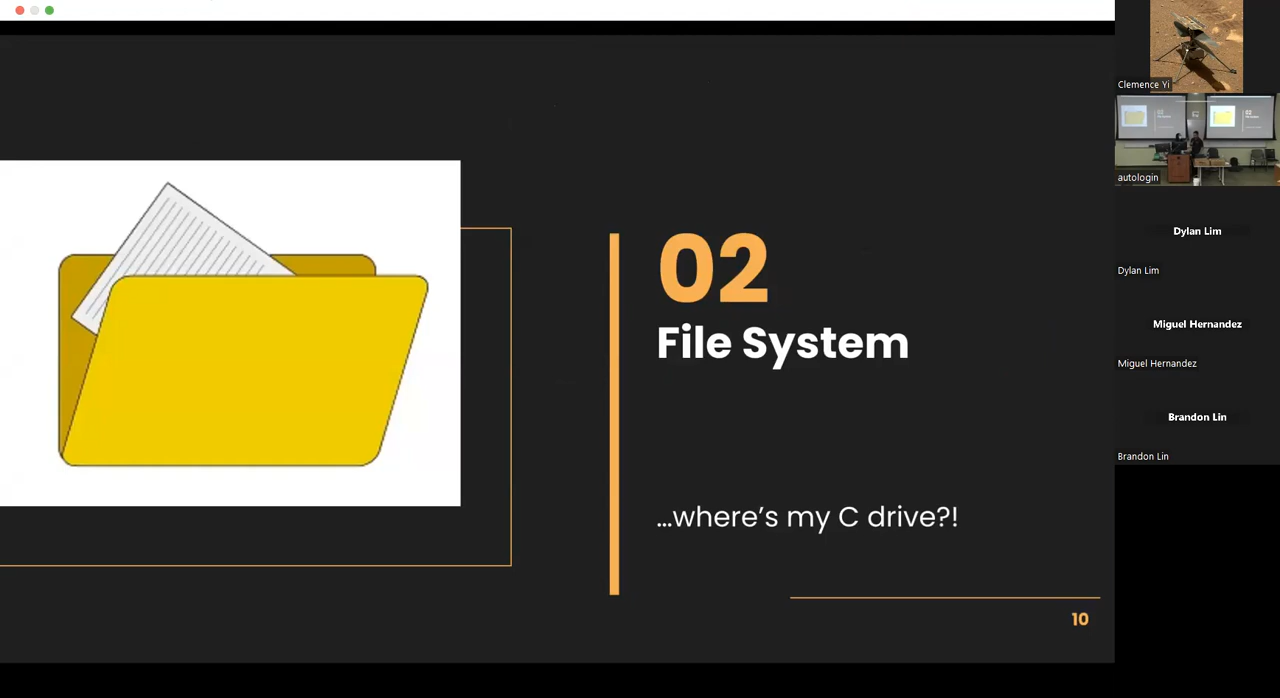 02
File System
...where's my C drive?!
10
Clemence Yi
autologin
Dylan Lim
Dylan Lim
Miguel Hernandez
Miguel Hernandez
Brandon Lin
Brandon Lin